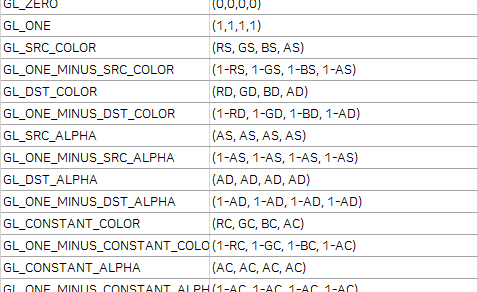 GL_ZERO (0,0,0,0)
GL_ONE (1,1,1,1)
GL_SRC_COLOR (RS, GS, BS, AS)
GL_ONE_MINUS_SRC_COLOR (1-RS, 1-GS, 1-BS, 1-AS)
GL_DST_COLOR (RD, GD, BD, AD)
GL_ONE_MINUS_DST_COLOR (1-RD, 1-GD, 1-BD, 1-AD)
GL_SRC_ALPHA (AS, AS, AS, AS)
GL_ONE_MINUS_SRC_ALPHA (1-AS, 1-AS, 1-AS, 1-AS)
GL_DST_ALPHA (AD, AD, AD, AD)
GL_ONE_MINUS_DST_ALPHA (1-AD, 1-AD, 1-AD, 1-AD)
GL_CONSTANT_COLOR (RC, GC, BC, AC)
GL_ONE_MINUS_CONSTANT_COLO (1-RC, 1-GC, 1-BC, 1-AC)
GL_CONSTANT_ALPHA (AC, AC, AC, AC)
GL_ONE_MINUS_CONSTANT_ALPH (1-AC, 1-AC, 1-AC, 1-AC)